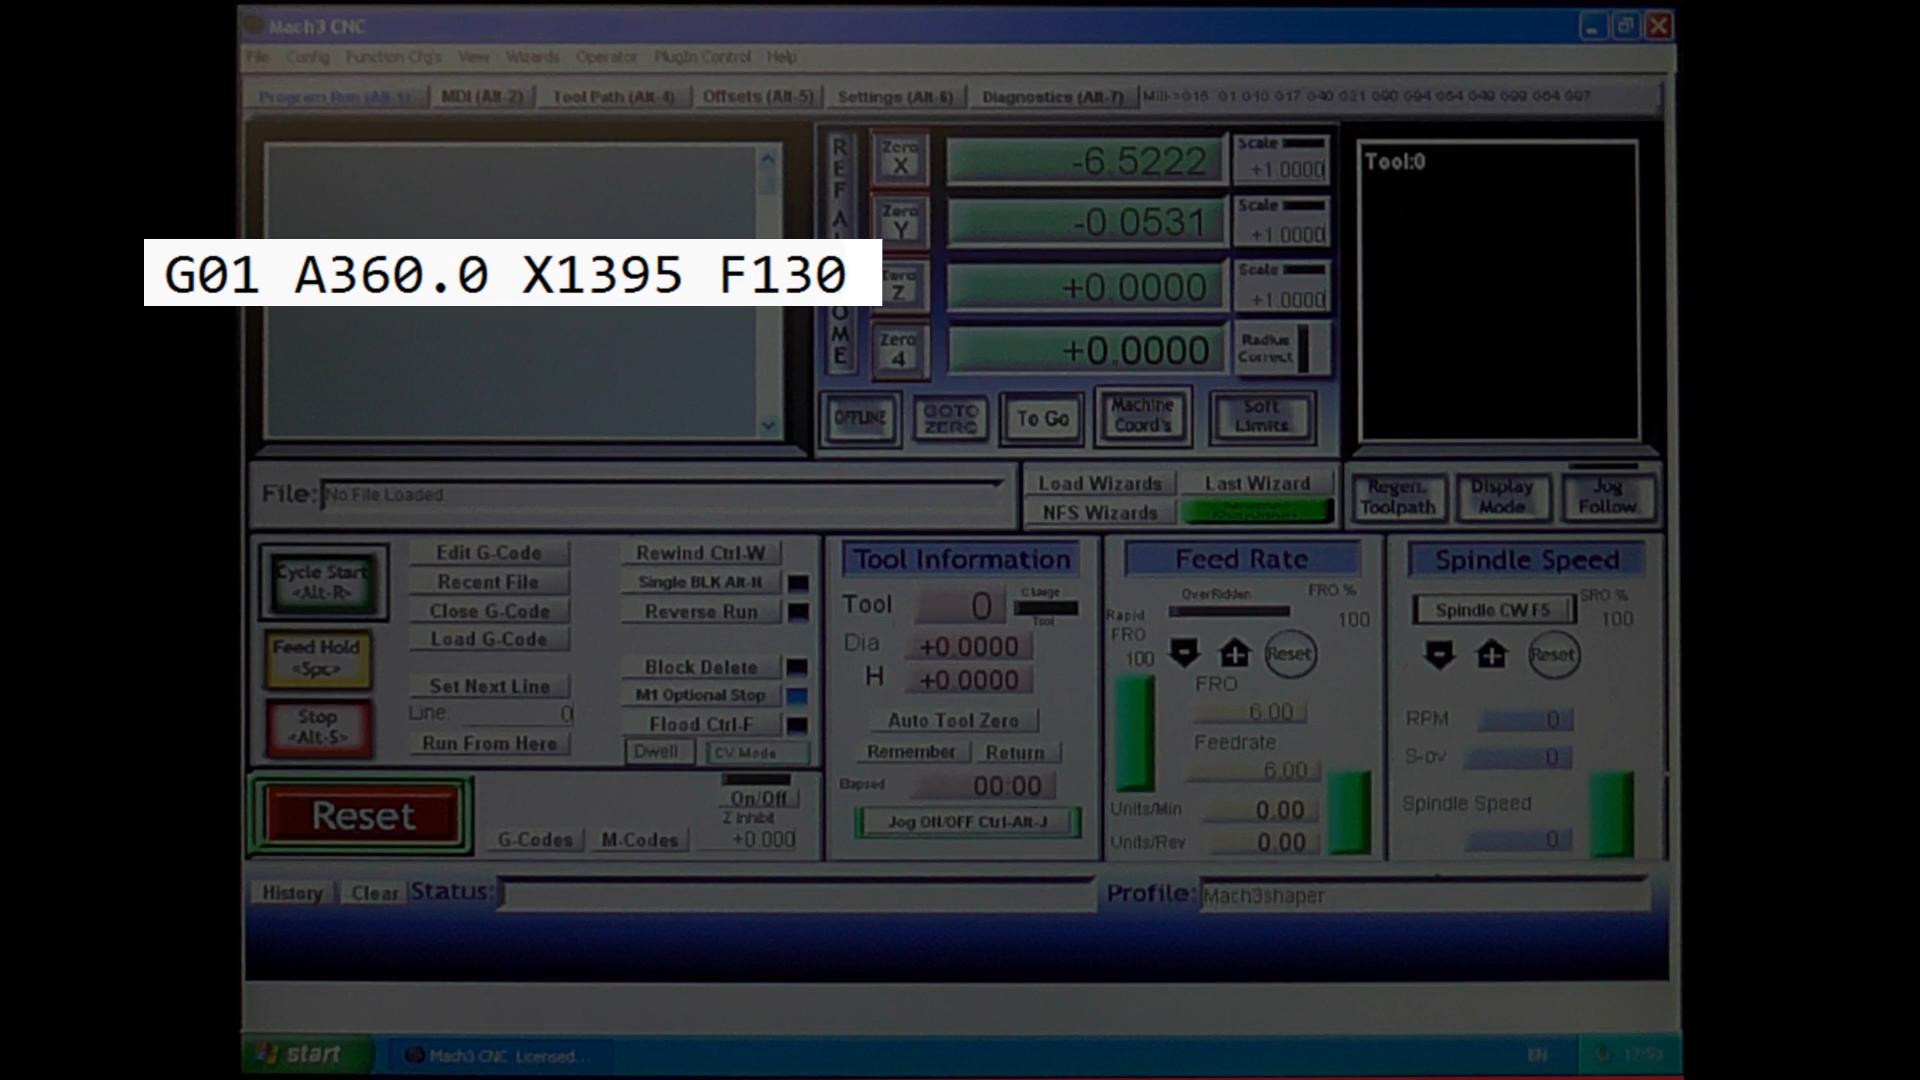 Mach3 CNC
File Config Function Cfg's View Wizards Operator PlugIn Control Help
Program Run (Alt-1) MDI (Alt-2) Tool Path (Alt-4) Offsets (Alt-5) Settings (Alt-6) Diagnostics (Alt-7)
G01 A360.0 X1395 F130
Zero X -6.5222 Scale +1.0000
Zero Y -0.0531 Scale +1.0000
Zero Z +0.0000 Scale +1.0000
Zero 4 +0.0000 Radius Correct
OFFLINE GOTO ZERO To Go Machine Coord's Soft Limits
Tool:0
File: No File Loaded.
Load Wizards Last Wizard
NFS Wizards
Regen. Toolpath Display Mode Jog Follow
Cycle Start <Alt-R>
Feed Hold <Spc>
Stop <Alt-S>
Edit G-Code
Recent File
Close G-Code
Load G-Code
Set Next Line
Line: 0
Run From Here
Rewind Ctrl-W
Single BLK Alt-N
Reverse Run
Block Delete
M1 Optional Stop
Flood Ctrl-F
Dwell CV Mode
Reset
G-Codes M-Codes
On/Off
Z Inhibit
+0.000
Tool Information
Tool 0 Change Tool
Dia +0.0000
H +0.0000
Auto Tool Zero
Remember Return
Elapsed 00:00
Jog ON/OFF Ctrl-Alt-J
Feed Rate
OverRidden FRO %
100
Rapid FRO
100
Reset
FRO
6.00
Feedrate
6.00
Units/Min 0.00
Units/Rev 0.00
Spindle Speed
Spindle CW F5 SRO %
100
Reset
RPM 0
S-ov 0
Spindle Speed
0
History Clear Status: Profile: Mach3shaper
start Mach3 CNC Licensed... EN